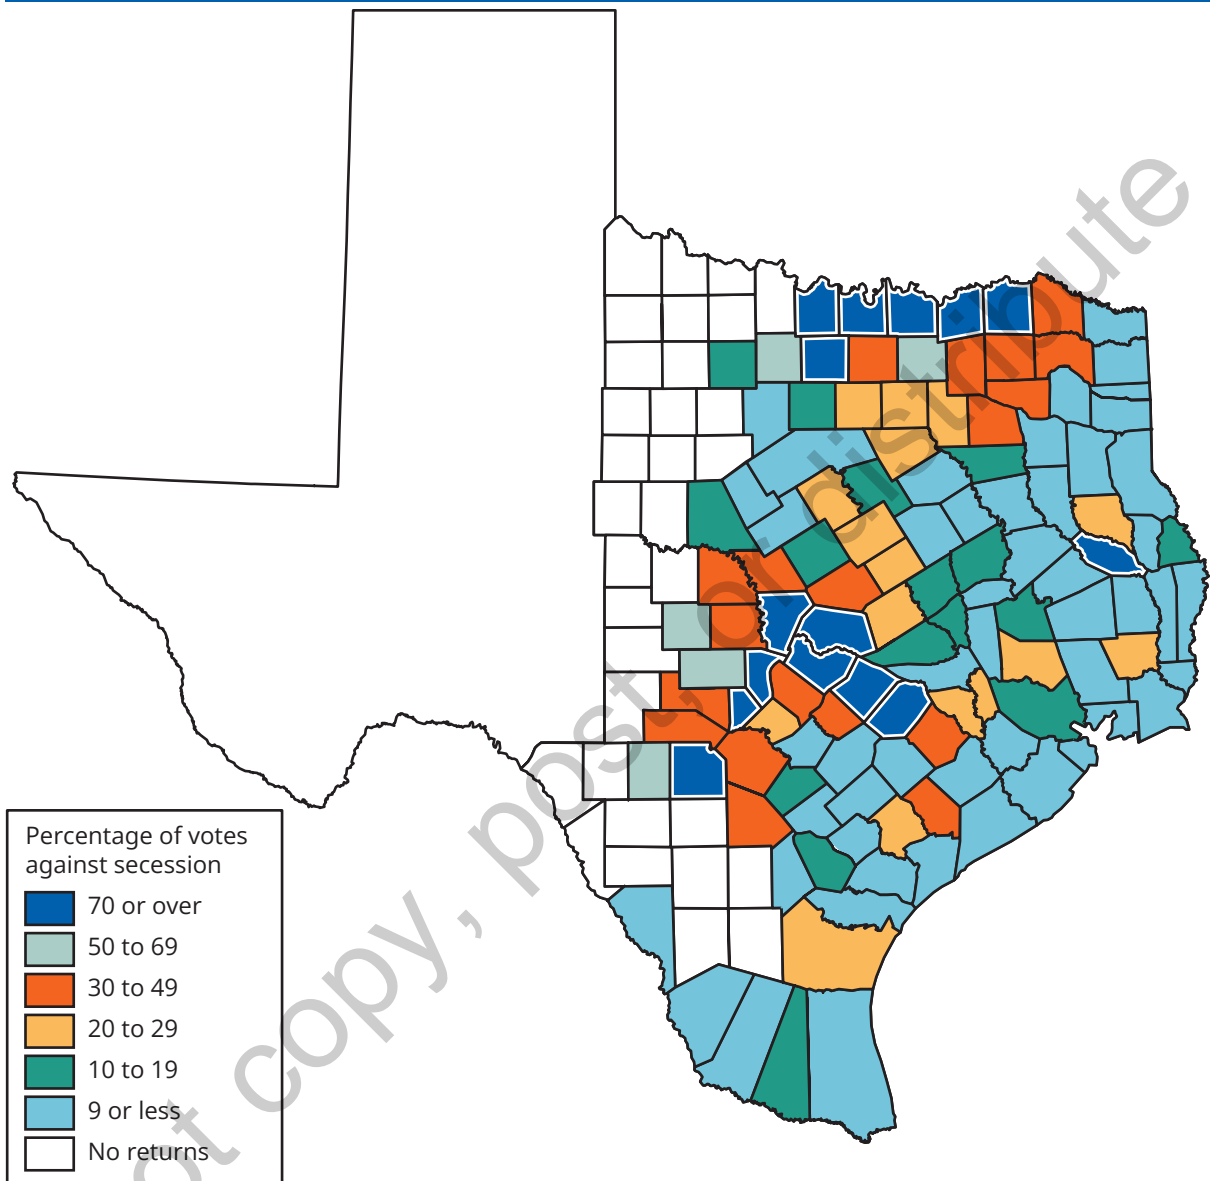 Percentage of votes
against secession
70 or over
50 to 69
30 to 49
20 to 29
10 to 19
9 or less
No returns
not copy, post, or distribute